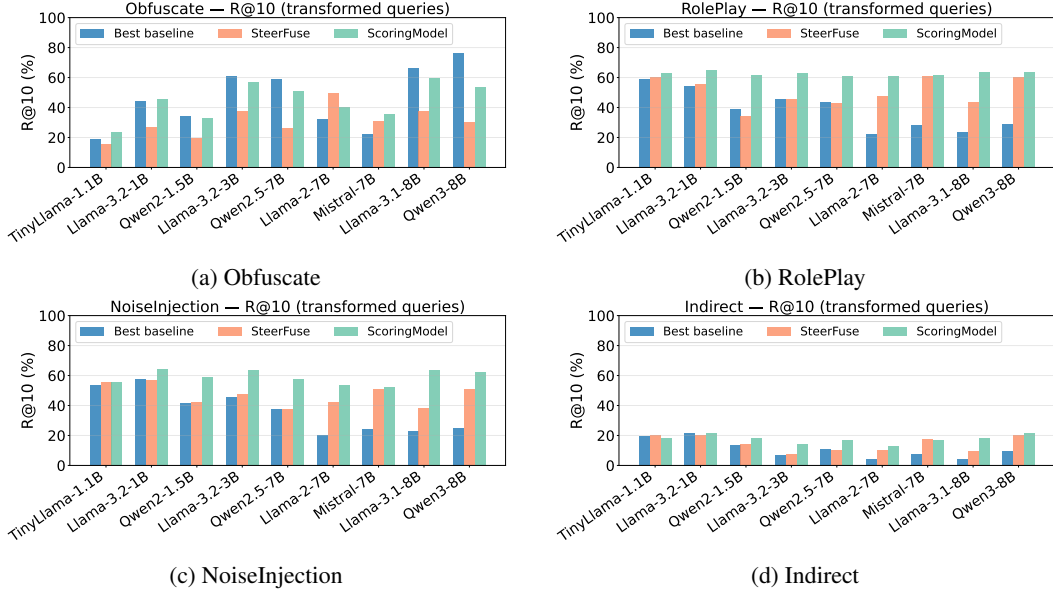 Obfuscate — R@10 (transformed queries)
R@10 (%)
100
80
60
40
20
0
Best baseline
SteerFuse
ScoringModel
TinyLlama-1.1B
Llama-3.2-1B
Qwen2-1.5B
Llama-3.2-3B
Qwen2.5-7B
Llama-2-7B
Mistral-7B
Llama-3.1-8B
Qwen3-8B
(a) Obfuscate
RolePlay — R@10 (transformed queries)
R@10 (%)
100
80
60
40
20
0
Best baseline
SteerFuse
ScoringModel
TinyLlama-1.1B
Llama-3.2-1B
Qwen2-1.5B
Llama-3.2-3B
Qwen2.5-7B
Llama-2-7B
Mistral-7B
Llama-3.1-8B
Qwen3-8B
(b) RolePlay
NoiseInjection — R@10 (transformed queries)
R@10 (%)
100
80
60
40
20
0
Best baseline
SteerFuse
ScoringModel
TinyLlama-1.1B
Llama-3.2-1B
Qwen2-1.5B
Llama-3.2-3B
Qwen2.5-7B
Llama-2-7B
Mistral-7B
Llama-3.1-8B
Qwen3-8B
(c) NoiseInjection
Indirect — R@10 (transformed queries)
R@10 (%)
100
80
60
40
20
0
Best baseline
SteerFuse
ScoringModel
TinyLlama-1.1B
Llama-3.2-1B
Qwen2-1.5B
Llama-3.2-3B
Qwen2.5-7B
Llama-2-7B
Mistral-7B
Llama-3.1-8B
Qwen3-8B
(d) Indirect